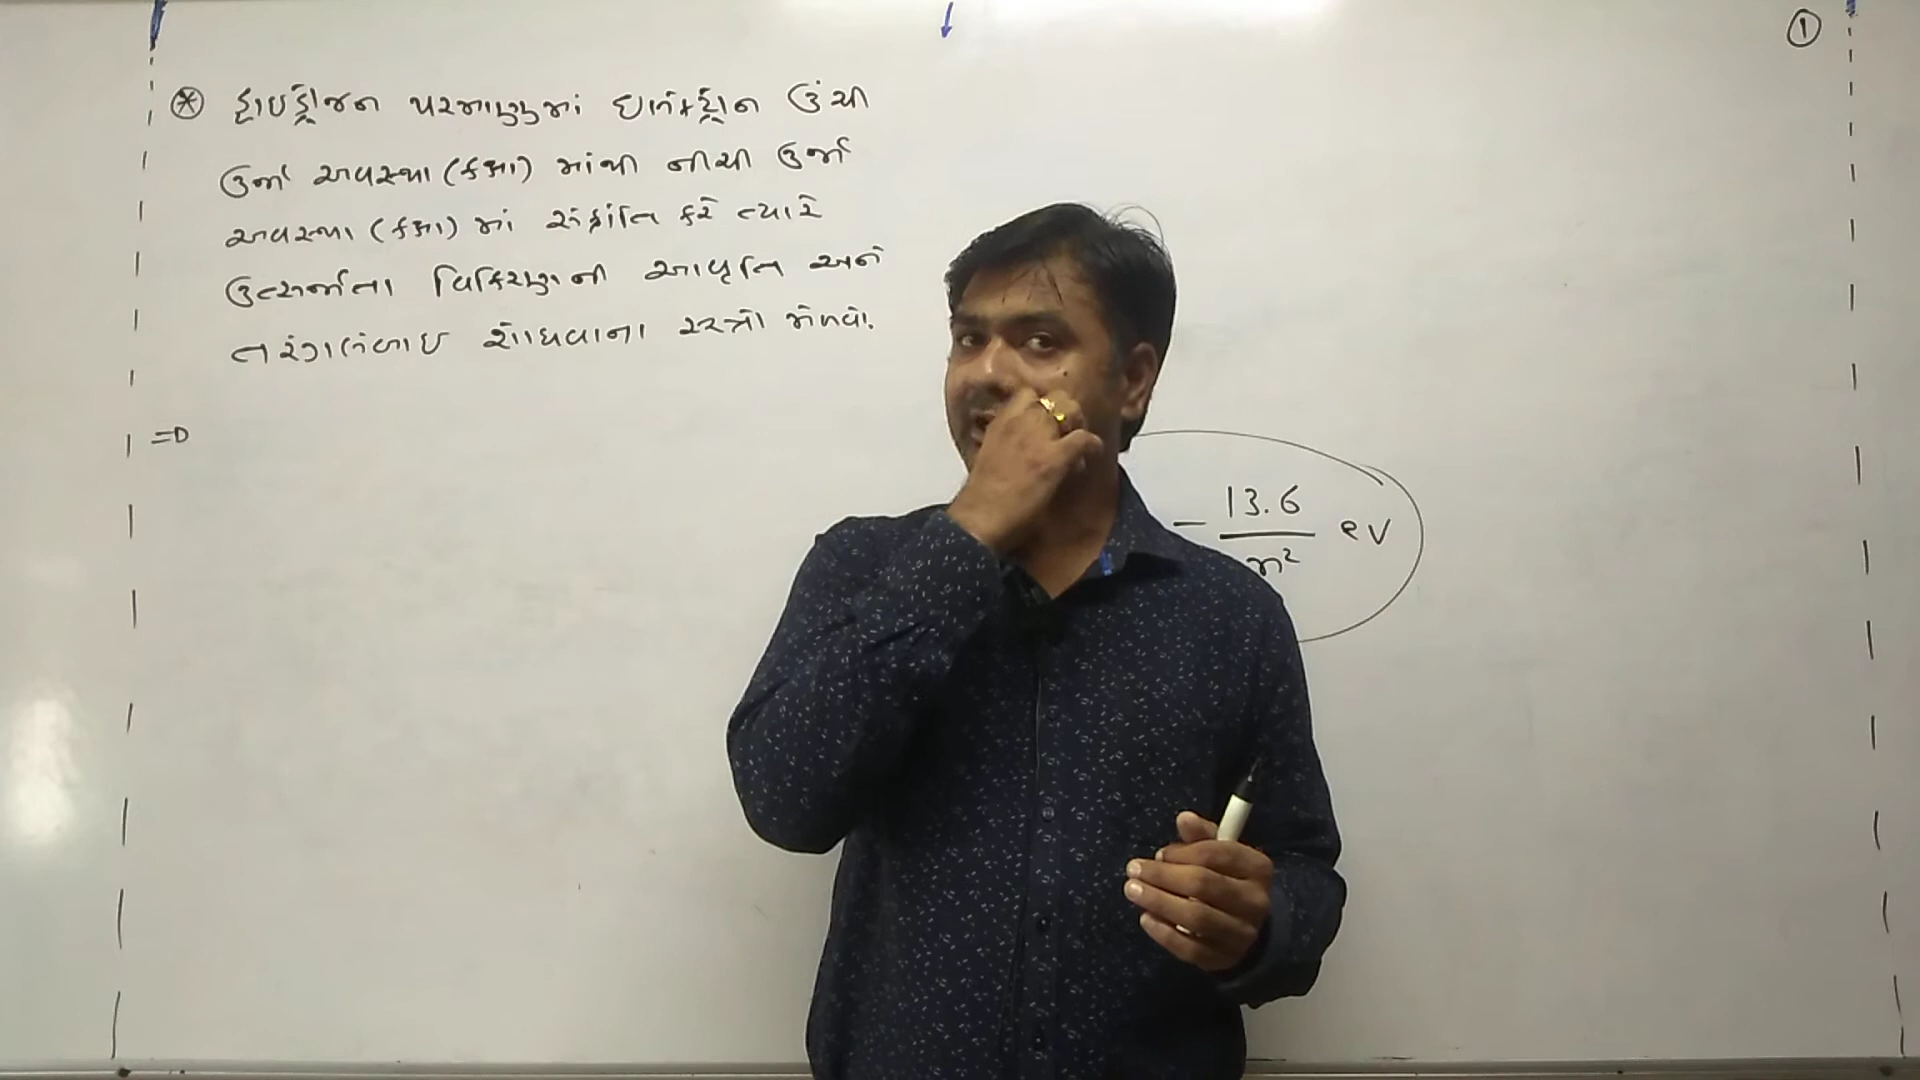 ①
* હાઇડ્રોજન પરમાણુમાં ઇલેક્ટ્રોન ઉંચી
ઉર્જા અવસ્થા (કક્ષા) માંથી નીચી ઉર્જા
અવસ્થા (કક્ષા) માં સંક્રાંતિ કરે ત્યારે
ઉત્સર્જાતા વિકિરણની આવૃતિ અને
તરંગલંબાઇ શોધવાના સૂત્રો મેળવો.
⇒
- 13.6 / n² eV